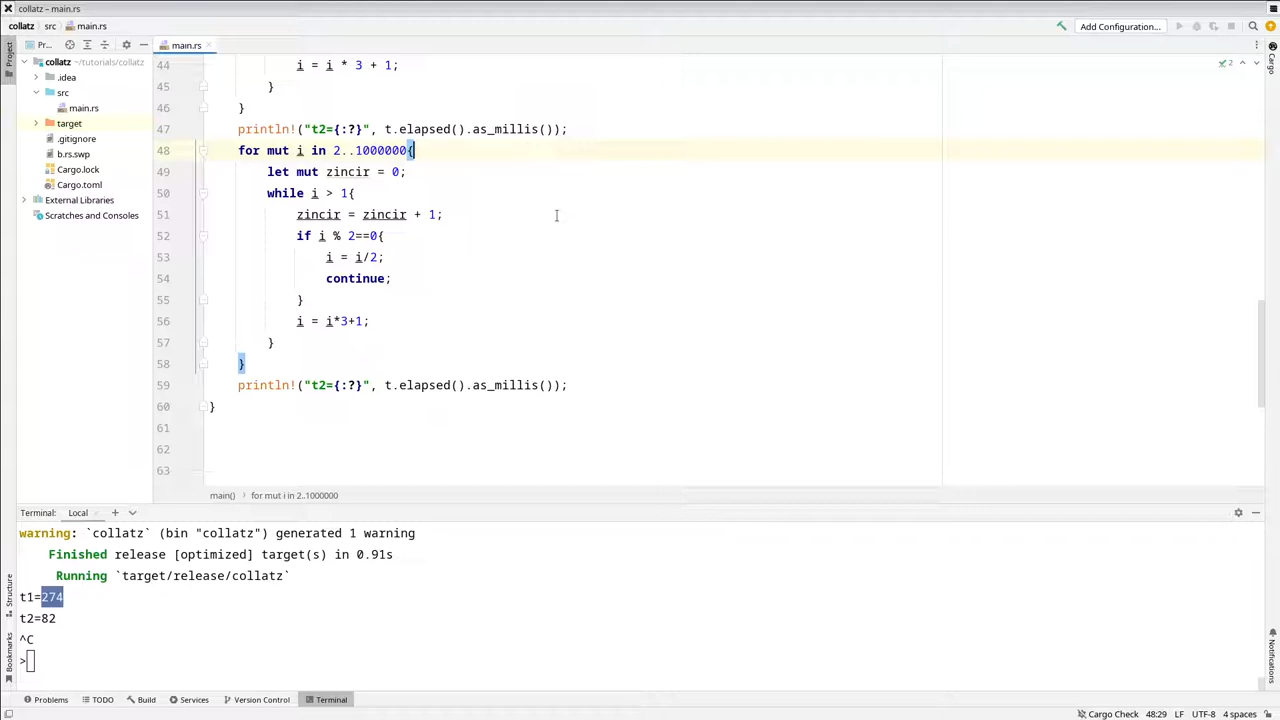 collatz – main.rs
collatz › src › main.rs
Add Configuration...
Project
Pr...
main.rs
Cargo
Notifications
Structure
Bookmarks
collatz ~/tutorials/collatz
.idea
src
main.rs
target
.gitignore
b.rs.swp
Cargo.lock
Cargo.toml
External Libraries
Scratches and Consoles
2
44 i = i * 3 + 1;
45 }
46 }
47 println!("t2={:?}", t.elapsed().as_millis());
48 for mut i in 2..1000000{
49 let mut zincir = 0;
50 while i > 1{
51 zincir = zincir + 1;
52 if i % 2==0{
53 i = i/2;
54 continue;
55 }
56 i = i*3+1;
57 }
58 }
59 println!("t2={:?}", t.elapsed().as_millis());
60 }
61
62
63
main() › for mut i in 2..1000000
Terminal: Local
warning: `collatz` (bin "collatz") generated 1 warning
Finished release [optimized] target(s) in 0.91s
Running `target/release/collatz`
t1=274
t2=82
^C
>
Problems TODO Build Services Version Control Terminal
Cargo Check 48:29 LF UTF-8 4 spaces